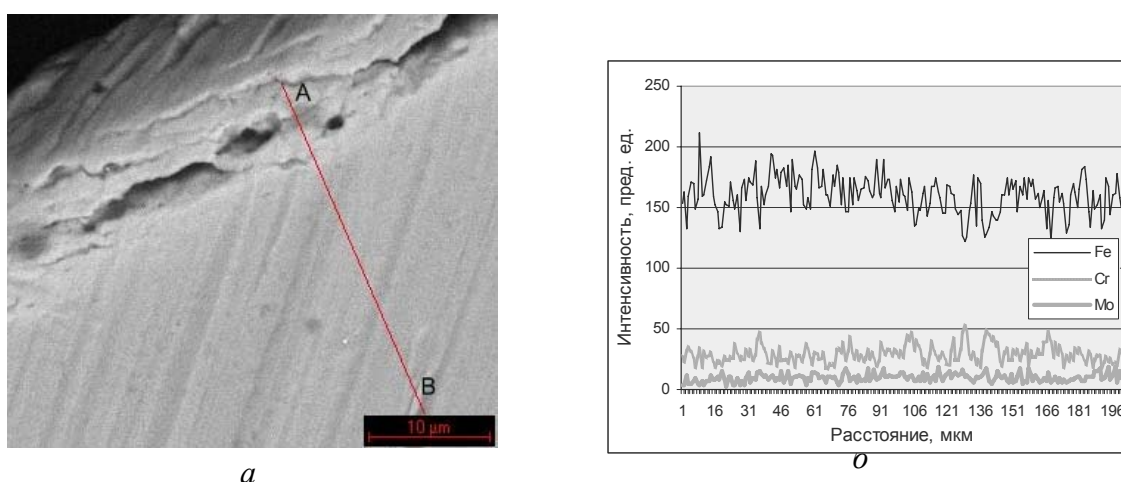 A
B
10 µm
а
250
200
150
100
50
0
Интенсивность, пред. ед.
Fe
Cr
Mo
1 16 31 46 61 76 91 106 121 136 151 166 181 196
Расстояние, мкм
б